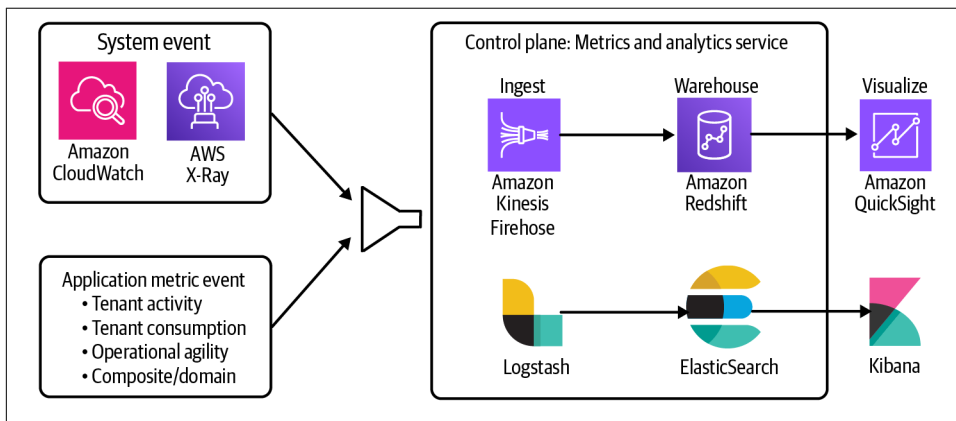 System event
Amazon
CloudWatch
AWS
X-Ray
Application metric event
• Tenant activity
• Tenant consumption
• Operational agility
• Composite/domain
Control plane: Metrics and analytics service
Ingest
Amazon
Kinesis
Firehose
Warehouse
Amazon
Redshift
Visualize
Amazon
QuickSight
Logstash
ElasticSearch
Kibana